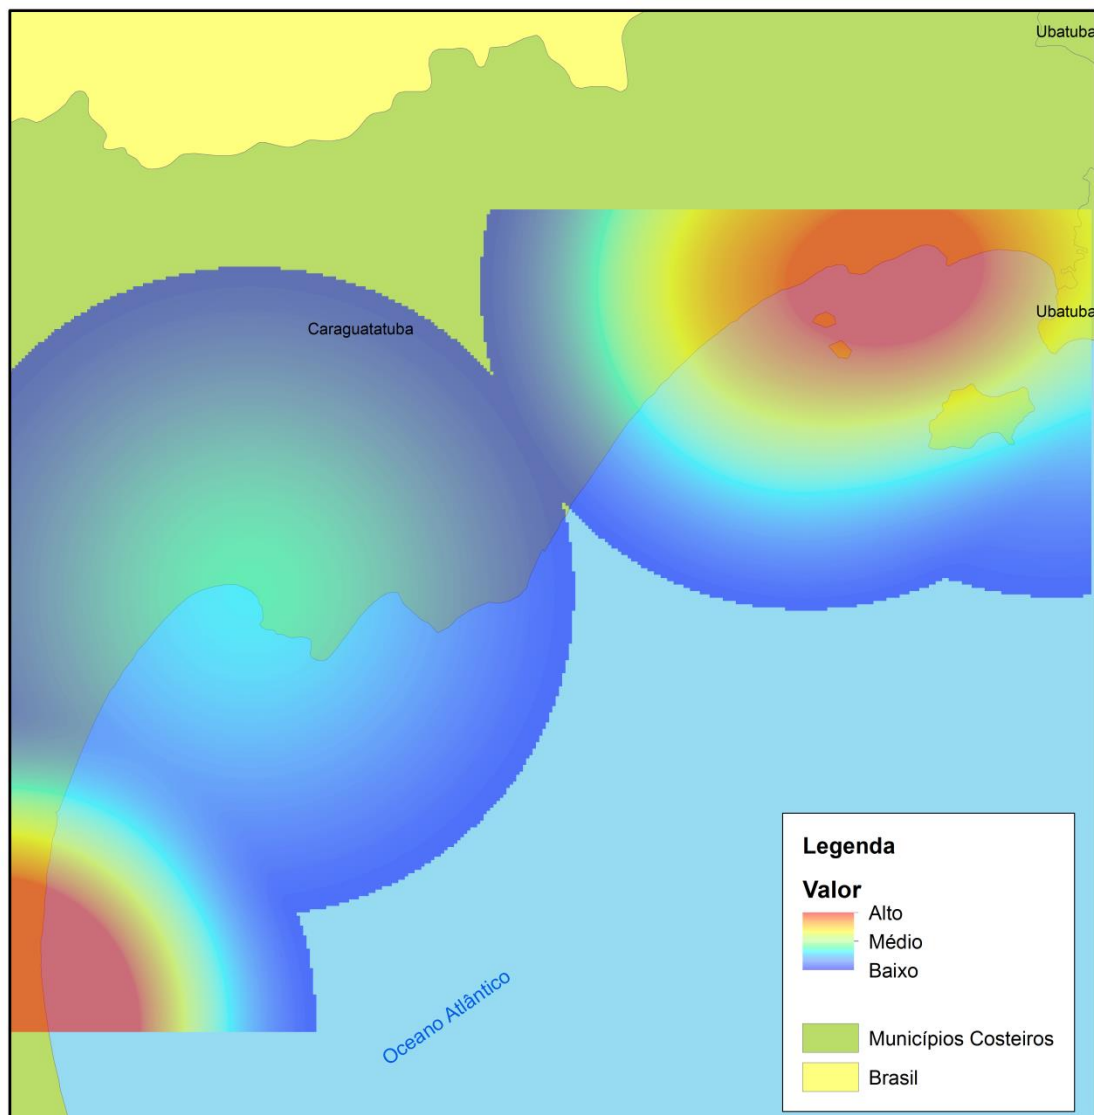 Ubatuba
Caraguatatuba
Ubatuba
Oceano Atlântico
Legenda
Valor
Alto
Médio
Baixo
Municípios Costeiros
Brasil